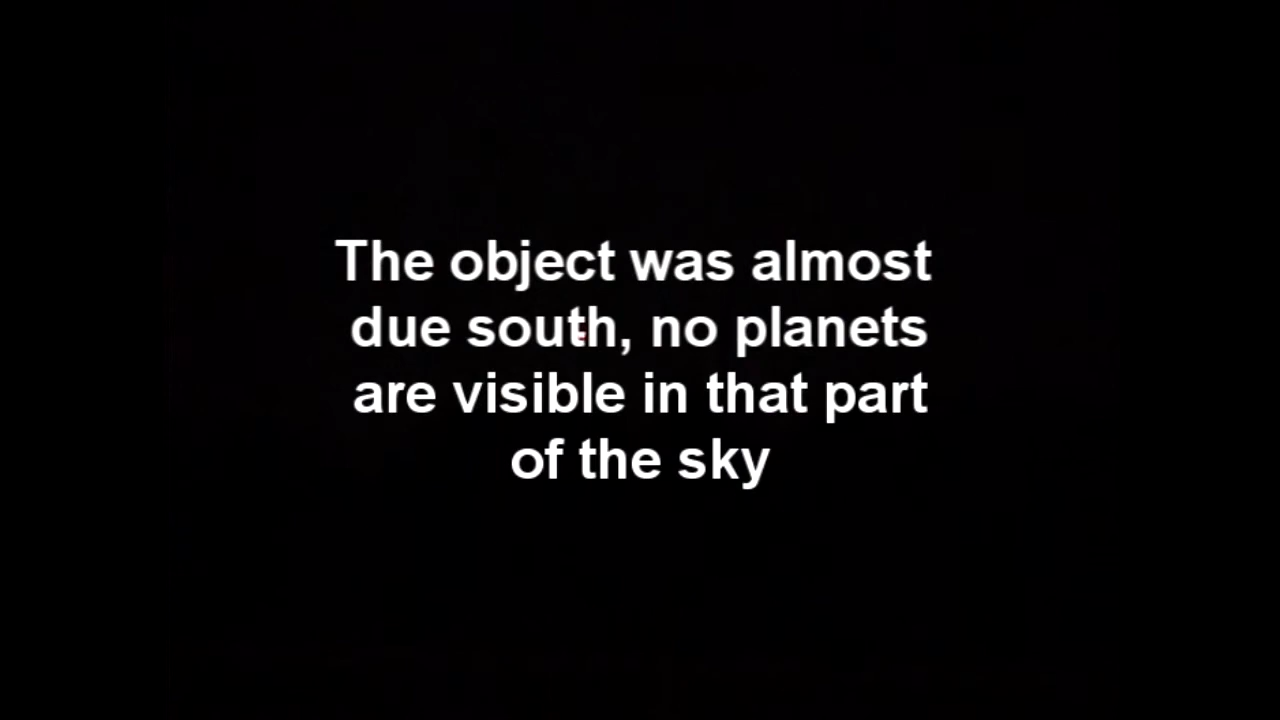 The object was almost
due south, no planets
are visible in that part
of the sky